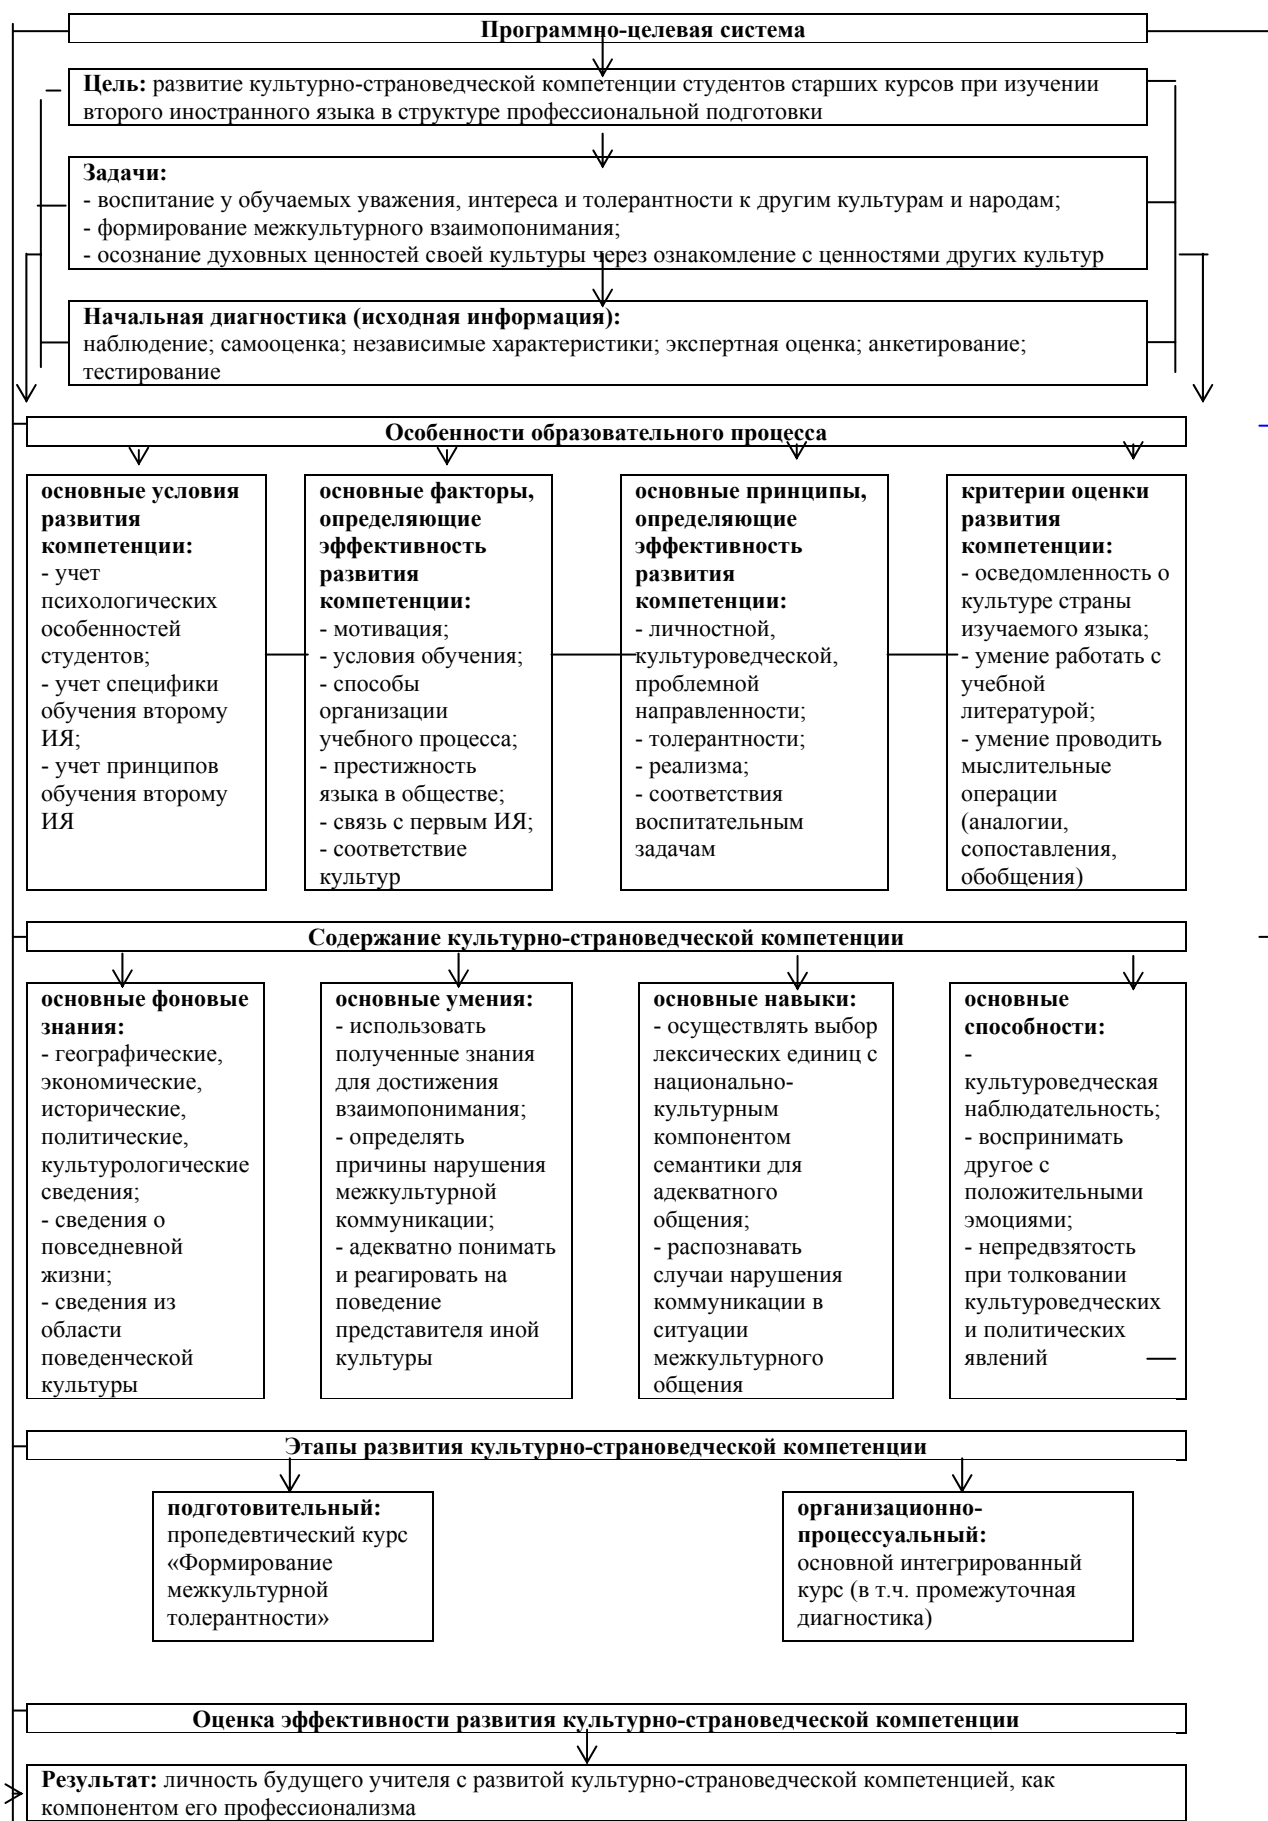 Программно-целевая система
Цель: развитие культурно-страноведческой компетенции студентов старших курсов при изучении
второго иностранного языка в структуре профессиональной подготовки
Задачи:
- воспитание у обучаемых уважения, интереса и толерантности к другим культурам и народам;
- формирование межкультурного взаимопонимания;
- осознание духовных ценностей своей культуры через ознакомление с ценностями других культур
Начальная диагностика (исходная информация):
наблюдение; самооценка; независимые характеристики; экспертная оценка; анкетирование;
тестирование
Особенности образовательного процесса
основные условия
развития
компетенции:
- учет
психологических
особенностей
студентов;
- учет специфики
обучения второму
ИЯ;
- учет принципов
обучения второму
ИЯ
основные факторы,
определяющие
эффективность
развития
компетенции:
- мотивация;
- условия обучения;
- способы
организации
учебного процесса;
- престижность
языка в обществе;
- связь с первым ИЯ;
- соответствие
культур
основные принципы,
определяющие
эффективность
развития
компетенции:
- личностной,
культуроведческой,
проблемной
направленности;
- толерантности;
- реализма;
- соответствия
воспитательным
задачам
критерии оценки
развития
компетенции:
- осведомленность о
культуре страны
изучаемого языка;
- умение работать с
учебной
литературой;
- умение проводить
мыслительные
операции
(аналогии,
сопоставления,
обобщения)
Содержание культурно-страноведческой компетенции
основные фоновые
знания:
- географические,
экономические,
исторические,
политические,
культурологические
сведения;
- сведения о
повседневной
жизни;
- сведения из
области
поведенческой
культуры
основные умения:
- использовать
полученные знания
для достижения
взаимопонимания;
- определять
причины нарушения
межкультурной
коммуникации;
- адекватно понимать
и реагировать на
поведение
представителя иной
культуры
основные навыки:
- осуществлять выбор
лексических единиц с
национально-
культурным
компонентом
семантики для
адекватного
общения;
- распознавать
случаи нарушения
коммуникации в
ситуации
межкультурного
общения
основные
способности:
-
культуроведческая
наблюдательность;
- воспринимать
другое с
положительными
эмоциями;
- непредвзятость
при толковании
культуроведческих
и политических
явлений
Этапы развития культурно-страноведческой компетенции
подготовительный:
пропедевтический курс
«Формирование
межкультурной
толерантности»
организационно-
процессуальный:
основной интегрированный
курс (в т.ч. промежуточная
диагностика)
Оценка эффективности развития культурно-страноведческой компетенции
Результат: личность будущего учителя с развитой культурно-страноведческой компетенцией, как
компонентом его профессионализма